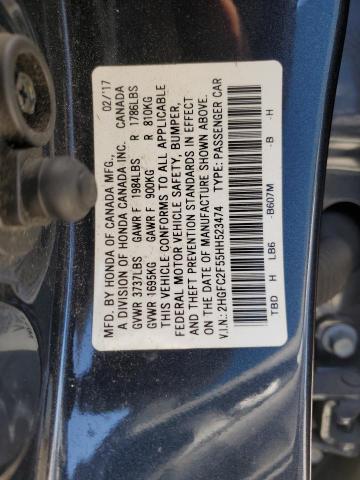 MFD. BY HONDA OF CANADA MFG., 02/17
A DIVISION OF HONDA CANADA INC. CANADA
GVWR 3737LBS GAWR F 1984LBS R 1786LBS
GVWR 1695KG GAWR F 900KG R 810KG
THIS VEHICLE CONFORMS TO ALL APPLICABLE
FEDERAL MOTOR VEHICLE SAFETY, BUMPER,
AND THEFT PREVENTION STANDARDS IN EFFECT
ON THE DATE OF MANUFACTURE SHOWN ABOVE.
V.I.N.: 2HGFC2F55HH523474 TYPE: PASSENGER CAR
TBD H LB6 -B607M -B -H